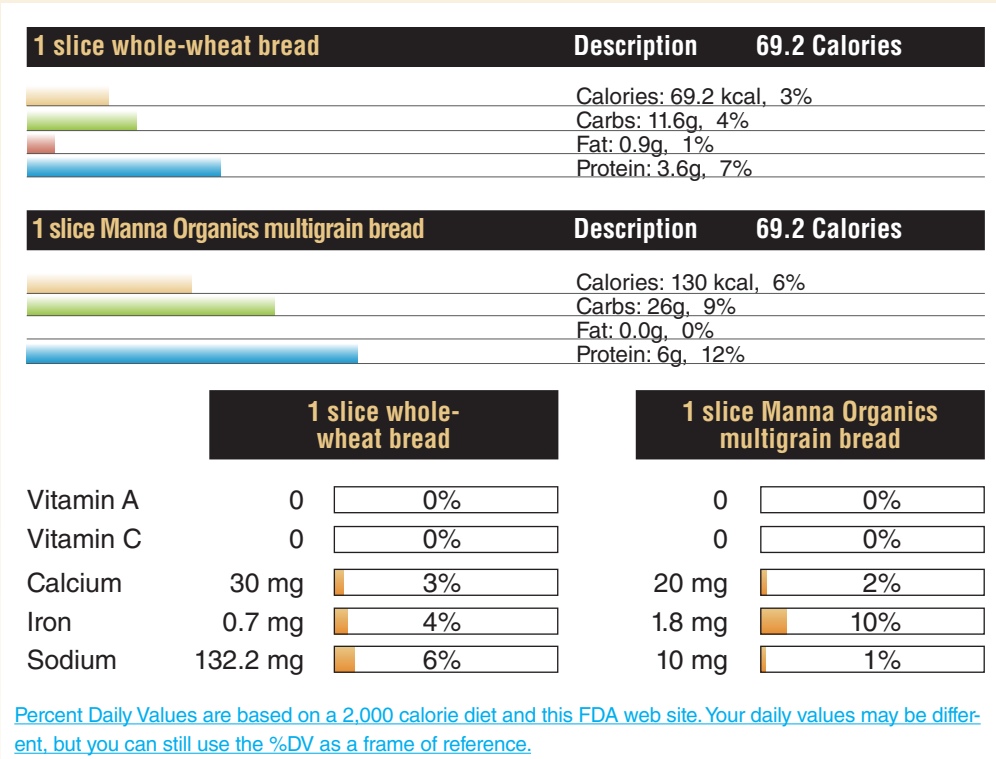 1 slice whole-wheat bread Description 69.2 Calories
Calories: 69.2 kcal, 3%
Carbs: 11.6g, 4%
Fat: 0.9g, 1%
Protein: 3.6g, 7%
1 slice Manna Organics multigrain bread Description 69.2 Calories
Calories: 130 kcal, 6%
Carbs: 26g, 9%
Fat: 0.0g, 0%
Protein: 6g, 12%
1 slice whole-
wheat bread
1 slice Manna Organics
multigrain bread
Vitamin A 0 0% 0 0%
Vitamin C 0 0% 0 0%
Calcium 30 mg 3% 20 mg 2%
Iron 0.7 mg 4% 1.8 mg 10%
Sodium 132.2 mg 6% 10 mg 1%
Percent Daily Values are based on a 2,000 calorie diet and this FDA web site. Your daily values may be differ-
ent, but you can still use the %DV as a frame of reference.